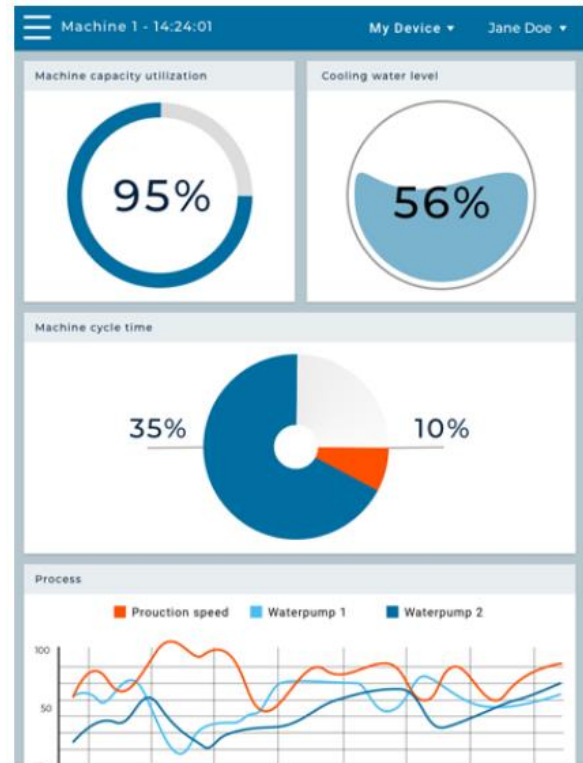 Machine 1 - 14:24:01 My Device Jane Doe
Machine capacity utilization
95%
Cooling water level
56%
Machine cycle time
35% 10%
Process
Prouction speed Waterpump 1 Waterpump 2
100
50